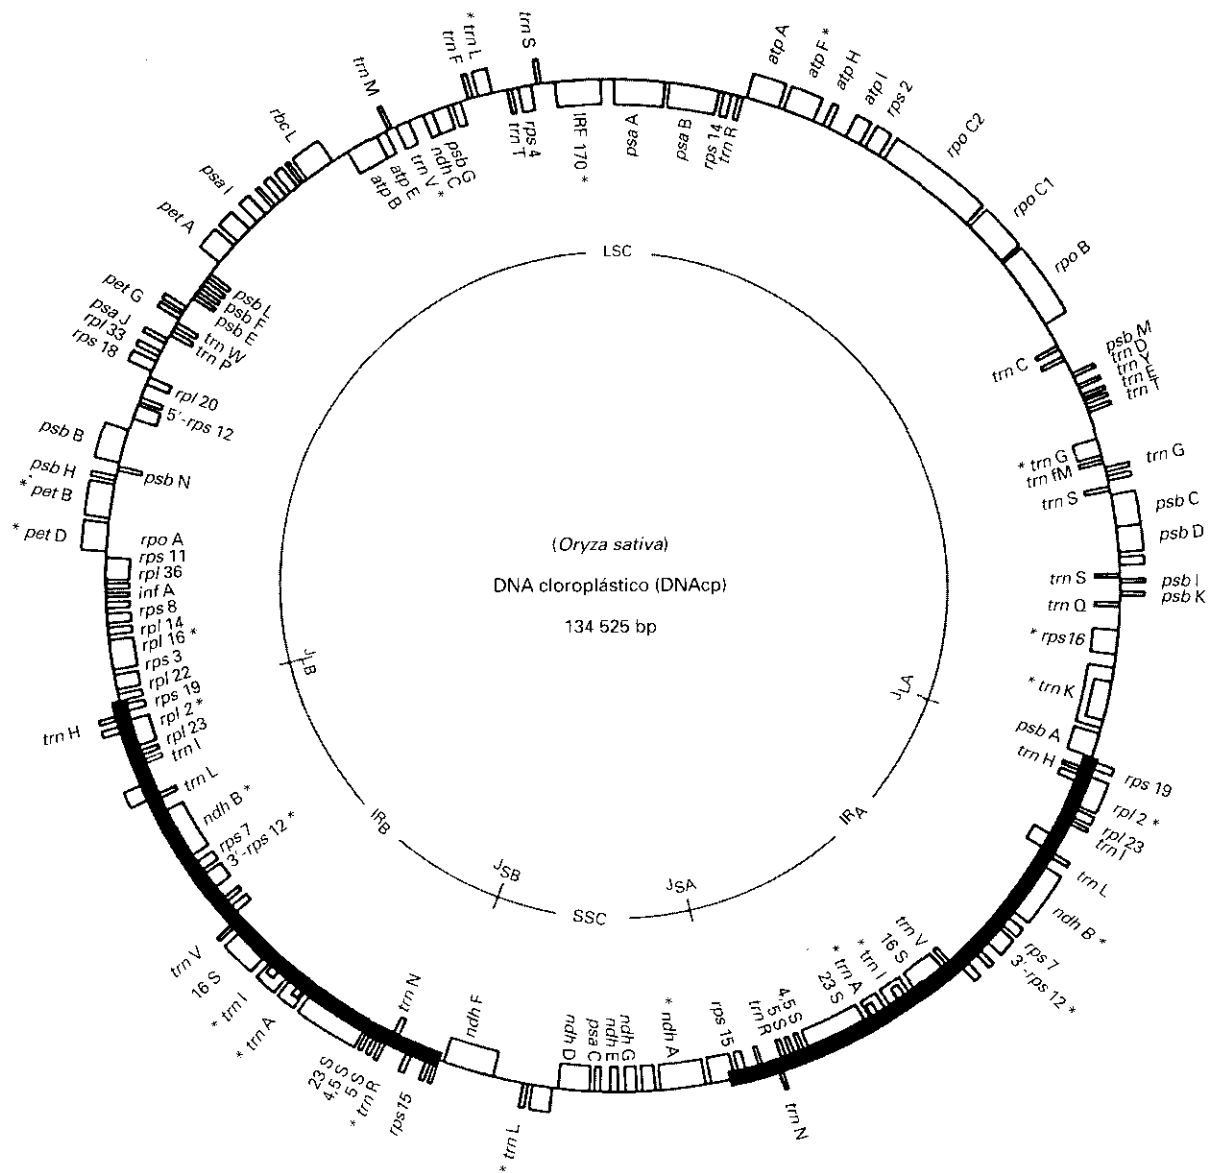 trn F
* trn L
trn S
trn M
rbc L
psa I
pet A
pet G
psa J
rpl 33
rps 18
psb B
psb H
* pet B
* pet D
atp A
atp F *
atp H
atp I
rps 2
rpo C2
rpo C1
rpo B
psb M
trn D
trn Y
trn E
trn T
trn G
psb C
psb D
psb I
psb K
trn T
rps 4
IRF 170 *
psa A
psa B
rps 14
trn R
psb G
ndh C
trn V *
atp E
atp B
psb L
psb F
psb E
trn W
trn P
rpl 20
5'-rps 12
psb N
rpo A
rps 11
rpl 36
inf A
rps 8
rpl 14
rpl 16 *
rps 3
rpl 22
rps 19
rpl 2 *
rpl 23
trn I
trn H
trn L
ndh B *
rps 7
3'-rps 12 *
trn V
16 S
* trn I
* trn A
23 S
4,5 S
5 S
* trn R
rps15
trn N
ndh F
* trn L
ndh D
psa C
ndh E
ndh G
* ndh A
rps 15
trn R
5 S
4,5 S
23 S
* trn A
* trn I
16 S
trn V
trn N
trn C
* trn G
trn fM
trn S
trn S
trn Q
* rps16
* trn K
psb A
trn H
rps 19
rpl 2 *
rpl 23
trn I
trn L
ndh B *
rps 7
3'-rps 12 *
LSC
(Oryza sativa)
DNA cloroplástico (DNAcp)
134 525 bp
JLB
JLA
IRB
IRA
JSB
JSA
SSC